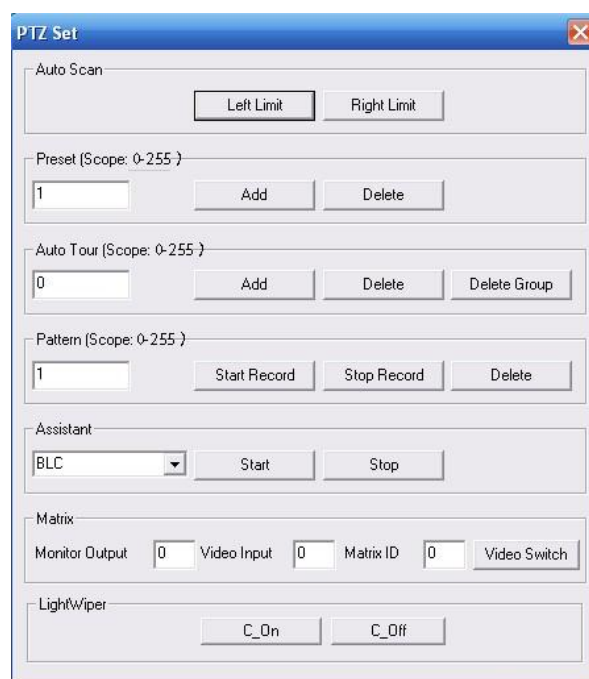 PTZ Set
Auto Scan
Left Limit Right Limit
Preset (Scope: 0-255 )
1 Add Delete
Auto Tour (Scope: 0-255 )
0 Add Delete Delete Group
Pattern (Scope: 0-255 )
1 Start Record Stop Record Delete
Assistant
BLC Start Stop
Matrix
Monitor Output 0 Video Input 0 Matrix ID 0 Video Switch
LightWiper
C_On C_Off